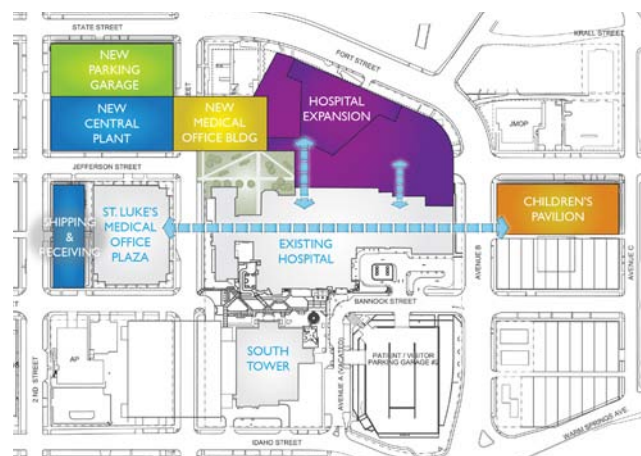 STATE STREET
KRALL STREET
FORT STREET
NEW
PARKING
GARAGE
NEW
CENTRAL
PLANT
NEW
MEDICAL
OFFICE BLDG
HOSPITAL
EXPANSION
JMOP
JEFFERSON STREET
SHIPPING
&
RECEIVING
ST. LUKE'S
MEDICAL
OFFICE
PLAZA
EXISTING
HOSPITAL
CHILDREN'S
PAVILION
AVENUE B
AVENUE C
BANNOCK STREET
2 ND STREET
AP
SOUTH
TOWER
AVENUE A (VACATED)
PATIENT / VISITOR
PARKING GARAGE #2
IDAHO STREET
WARM SPRINGS AVE